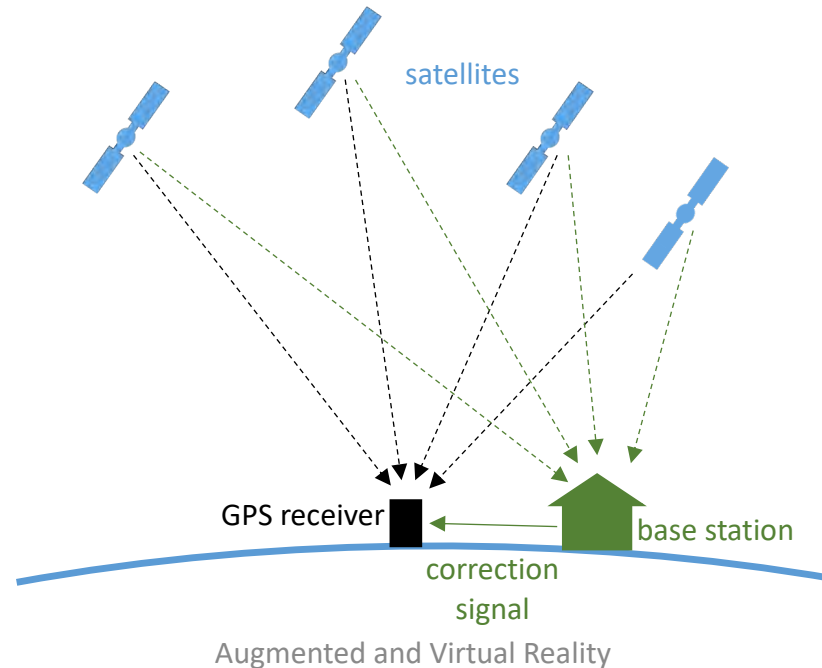 satellites
GPS receiver
base station
correction
signal
Augmented and Virtual Reality